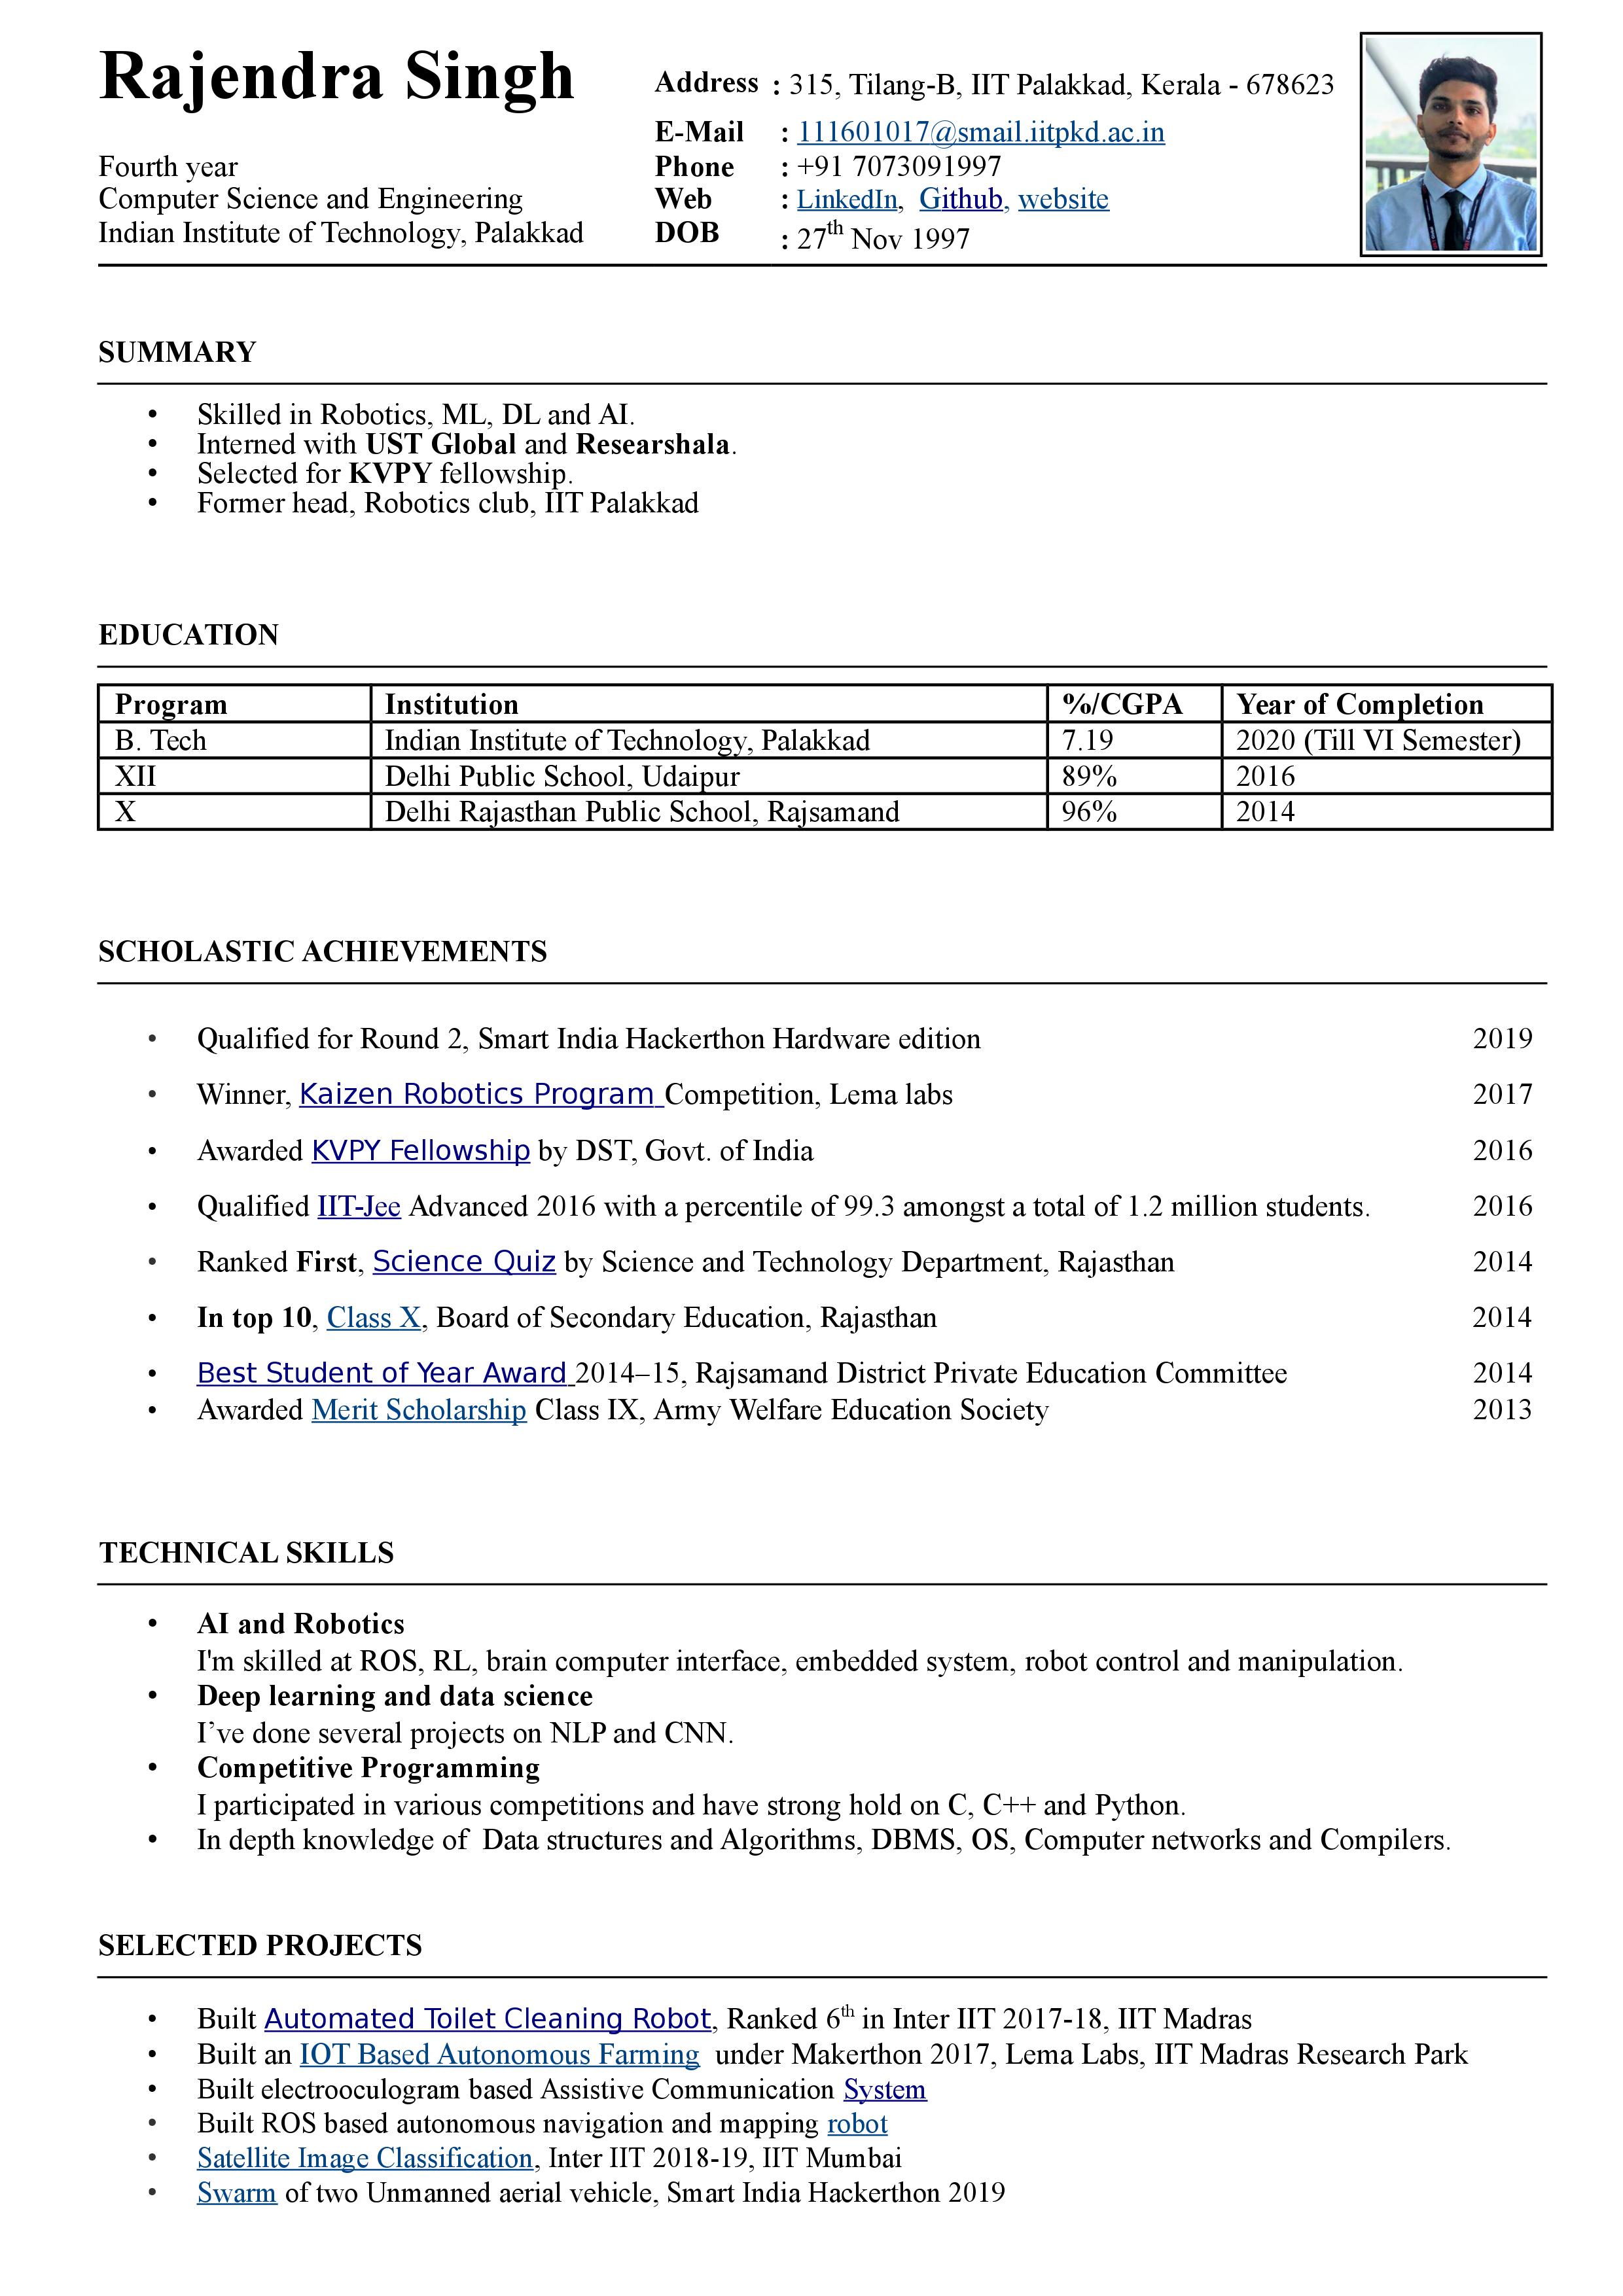 Rajendra Singh
Address : 315, Tilang-B, IIT Palakkad, Kerala - 678623
E-Mail : 111601017@smail.iitpkd.ac.in
Fourth year
Phone : +91 7073091997
Computer Science and Engineering
Web : LinkedIn, Github, website
Indian Institute of Technology, Palakkad
DOB : 27th Nov 1997
SUMMARY
• Skilled in Robotics, ML, DL and AI.
• Interned with UST Global and Researshala.
• Selected for KVPY fellowship.
• Former head, Robotics club, IIT Palakkad
EDUCATION
Program Institution %/CGPA Year of Completion
B. Tech Indian Institute of Technology, Palakkad 7.19 2020 (Till VI Semester)
XII Delhi Public School, Udaipur 89% 2016
X Delhi Rajasthan Public School, Rajsamand 96% 2014
SCHOLASTIC ACHIEVEMENTS
• Qualified for Round 2, Smart India Hackerthon Hardware edition 2019
• Winner, Kaizen Robotics Program Competition, Lema labs 2017
• Awarded KVPY Fellowship by DST, Govt. of India 2016
• Qualified IIT-Jee Advanced 2016 with a percentile of 99.3 amongst a total of 1.2 million students. 2016
• Ranked First, Science Quiz by Science and Technology Department, Rajasthan 2014
• In top 10, Class X, Board of Secondary Education, Rajasthan 2014
• Best Student of Year Award 2014–15, Rajsamand District Private Education Committee 2014
• Awarded Merit Scholarship Class IX, Army Welfare Education Society 2013
TECHNICAL SKILLS
• AI and Robotics
I'm skilled at ROS, RL, brain computer interface, embedded system, robot control and manipulation.
• Deep learning and data science
I’ve done several projects on NLP and CNN.
• Competitive Programming
I participated in various competitions and have strong hold on C, C++ and Python.
• In depth knowledge of Data structures and Algorithms, DBMS, OS, Computer networks and Compilers.
SELECTED PROJECTS
• Built Automated Toilet Cleaning Robot, Ranked 6th in Inter IIT 2017-18, IIT Madras
• Built an IOT Based Autonomous Farming under Makerthon 2017, Lema Labs, IIT Madras Research Park
• Built electrooculogram based Assistive Communication System
• Built ROS based autonomous navigation and mapping robot
• Satellite Image Classification, Inter IIT 2018-19, IIT Mumbai
• Swarm of two Unmanned aerial vehicle, Smart India Hackerthon 2019